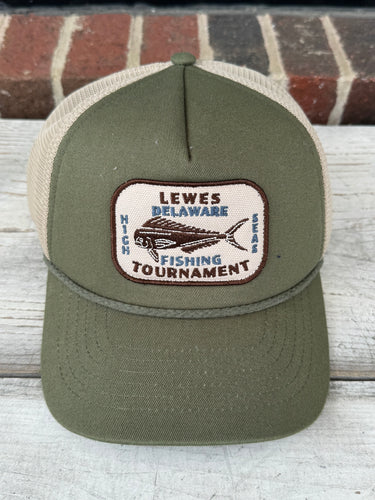 LEWES
DELAWARE
HIGH
SEAS
FISHING
TOURNAMENT